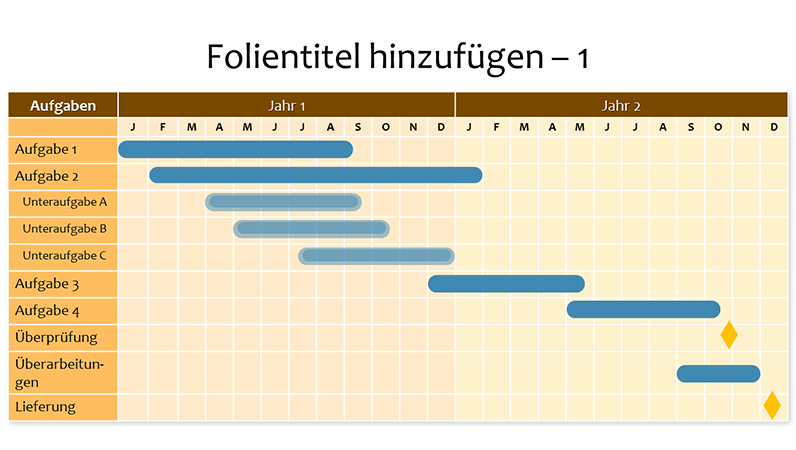 Folientitel hinzufügen – 1
Aufgaben Jahr 1 Jahr 2
J F M A M J J A S O N D J F M A M J J A S O N D
Aufgabe 1
Aufgabe 2
Unteraufgabe A
Unteraufgabe B
Unteraufgabe C
Aufgabe 3
Aufgabe 4
Überprüfung
Überarbeitun-
gen
Lieferung